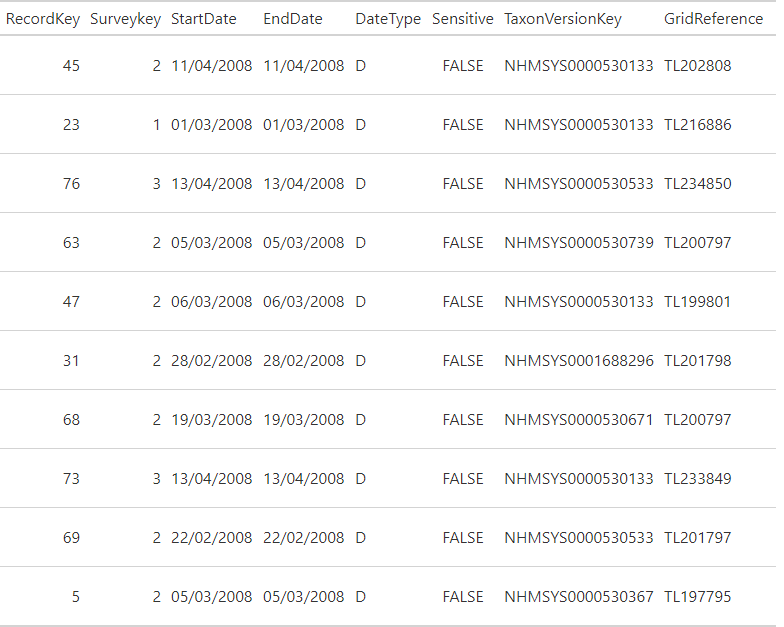 RecordKey Surveykey StartDate EndDate DateType Sensitive TaxonVersionKey GridReference
45 2 11/04/2008 11/04/2008 D FALSE NHMSYS0000530133 TL202808
23 1 01/03/2008 01/03/2008 D FALSE NHMSYS0000530133 TL216886
76 3 13/04/2008 13/04/2008 D FALSE NHMSYS0000530533 TL234850
63 2 05/03/2008 05/03/2008 D FALSE NHMSYS0000530739 TL200797
47 2 06/03/2008 06/03/2008 D FALSE NHMSYS0000530133 TL199801
31 2 28/02/2008 28/02/2008 D FALSE NHMSYS0001688296 TL201798
68 2 19/03/2008 19/03/2008 D FALSE NHMSYS0000530671 TL200797
73 3 13/04/2008 13/04/2008 D FALSE NHMSYS0000530133 TL233849
69 2 22/02/2008 22/02/2008 D FALSE NHMSYS0000530533 TL201797
5 2 05/03/2008 05/03/2008 D FALSE NHMSYS0000530367 TL197795